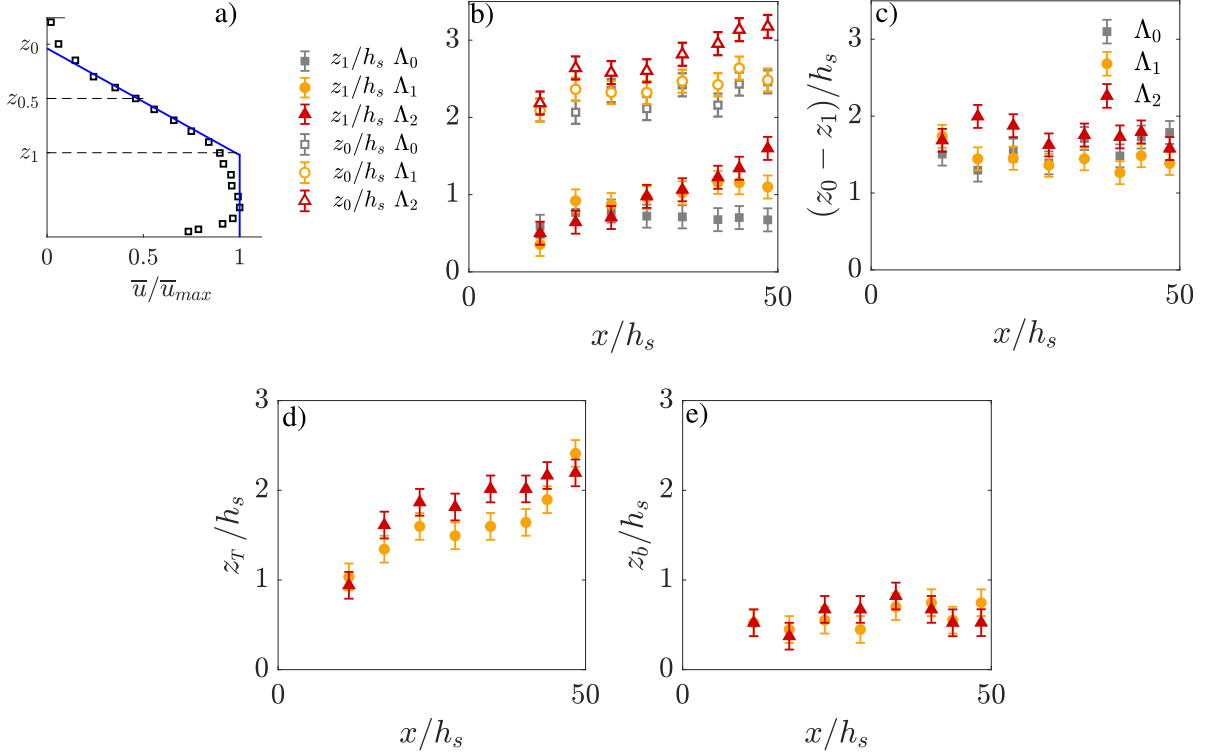 a)
z₀
z₀.₅
z₁
0
0.5
1
u̅/u̅ₘₐₓ
z₁/hₛ Λ₀
z₁/hₛ Λ₁
z₁/hₛ Λ₂
z₀/hₛ Λ₀
z₀/hₛ Λ₁
z₀/hₛ Λ₂
b)
3
2
1
0
0
50
x/hₛ
c)
(z₀ − z₁)/hₛ
3
2
1
0
0
50
x/hₛ
Λ₀
Λ₁
Λ₂
d)
z_T/hₛ
3
2
1
0
0
50
x/hₛ
e)
z_b/hₛ
3
2
1
0
0
50
x/hₛ